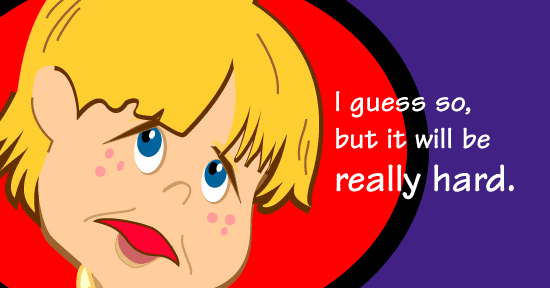 I guess so,
but it will be
really hard.